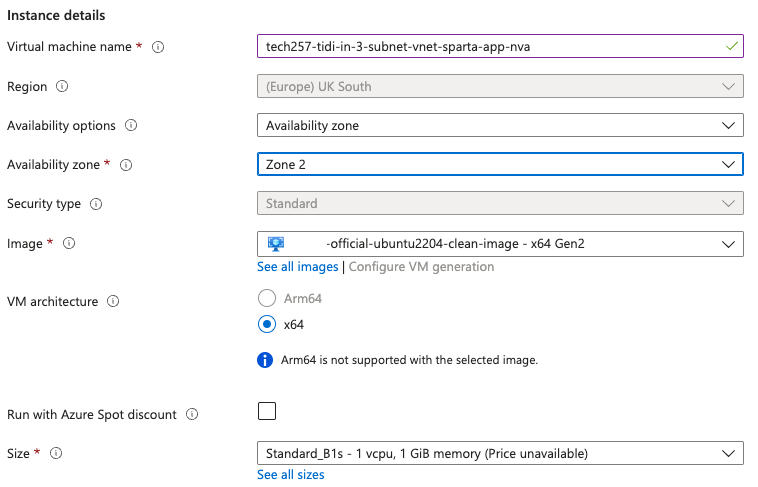 Instance details
Virtual machine name * tech257-tidi-in-3-subnet-vnet-sparta-app-nva
Region (Europe) UK South
Availability options Availability zone
Availability zone * Zone 2
Security type Standard
Image * -official-ubuntu2204-clean-image - x64 Gen2
See all images | Configure VM generation
VM architecture Arm64
x64
Arm64 is not supported with the selected image.
Run with Azure Spot discount
Size * Standard_B1s - 1 vcpu, 1 GiB memory (Price unavailable)
See all sizes